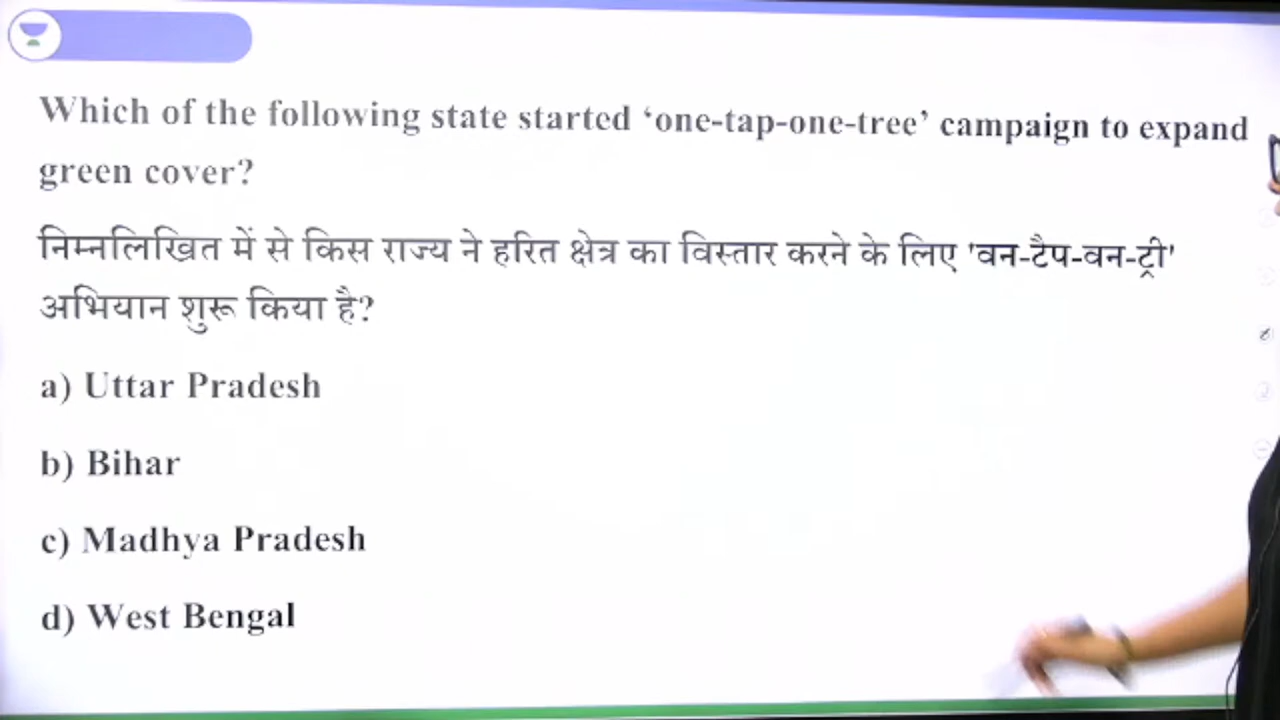 Which of the following state started ‘one-tap-one-tree’ campaign to expand
green cover?
निम्नलिखित में से किस राज्य ने हरित क्षेत्र का विस्तार करने के लिए 'वन-टैप-वन-ट्री'
अभियान शुरू किया है?
a) Uttar Pradesh
b) Bihar
c) Madhya Pradesh
d) West Bengal